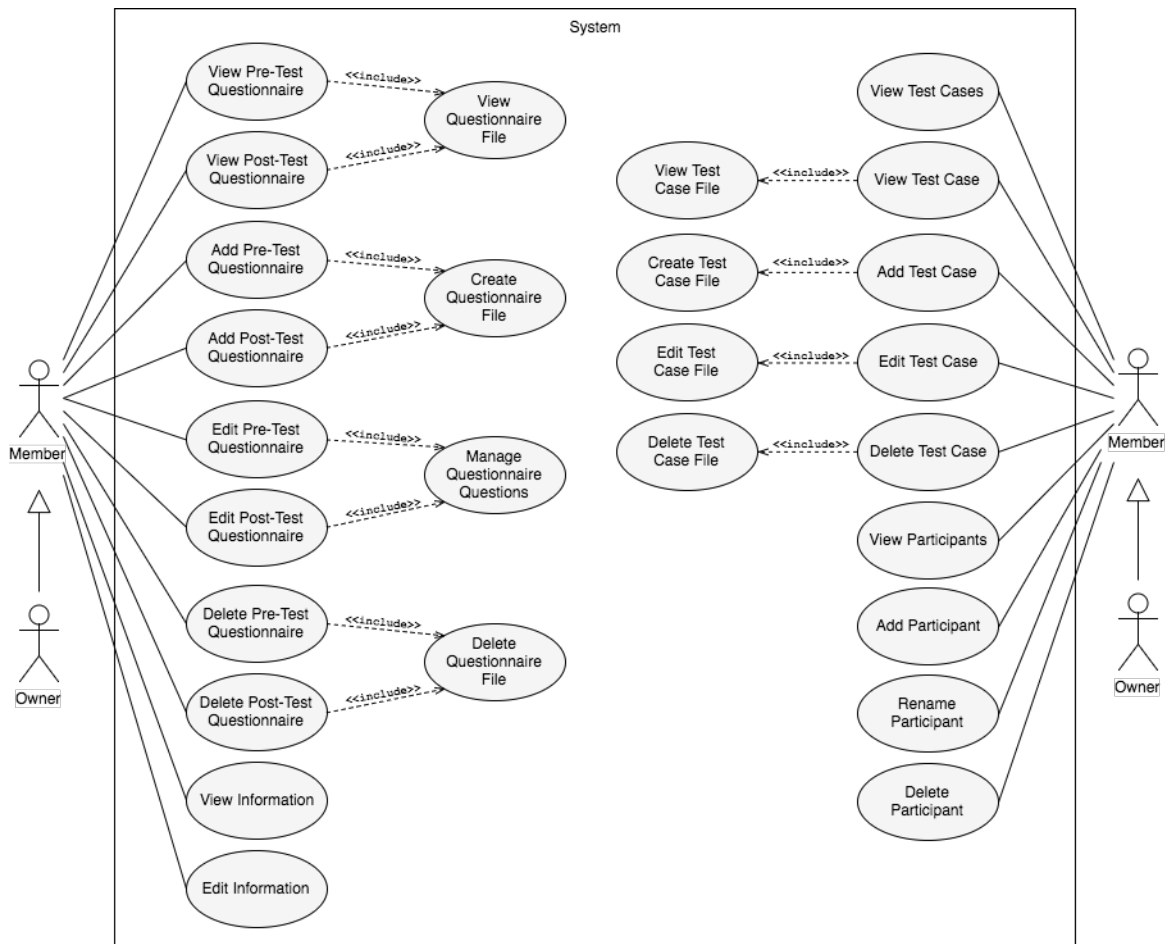 System
View Pre-Test
Questionnaire
<<include>>
View
Questionnaire
File
View Post-Test
Questionnaire
<<include>>
Add Pre-Test
Questionnaire
<<include>>
Create
Questionnaire
File
Add Post-Test
Questionnaire
<<include>>
Edit Pre-Test
Questionnaire
<<include>>
Manage
Questionnaire
Questions
Edit Post-Test
Questionnaire
<<include>>
Delete Pre-Test
Questionnaire
<<include>>
Delete
Questionnaire
File
Delete Post-Test
Questionnaire
<<include>>
View Information
Edit Information
Member
Owner
View Test Cases
View Test
Case File
<<include>>
View Test Case
Create Test
Case File
<<include>>
Add Test Case
Edit Test
Case File
<<include>>
Edit Test Case
Delete Test
Case File
<<include>>
Delete Test Case
View Participants
Add Participant
Rename
Participant
Delete
Participant
Member
Owner